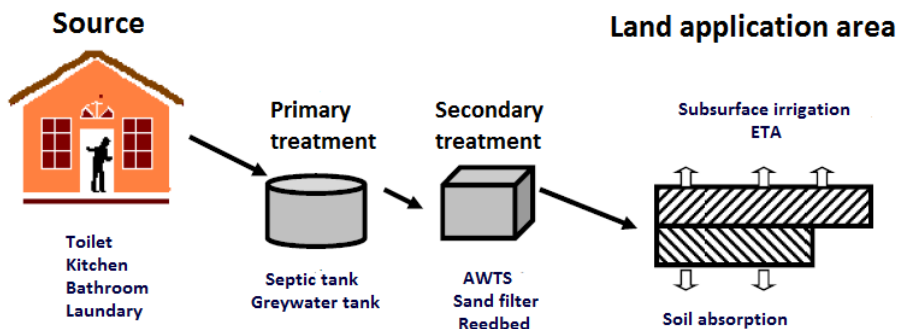 Source
Toilet
Kitchen
Bathroom
Laundary
Primary
treatment
Septic tank
Greywater tank
Secondary
treatment
AWTS
Sand filter
Reedbed
Land application area
Subsurface irrigation
ETA
Soil absorption